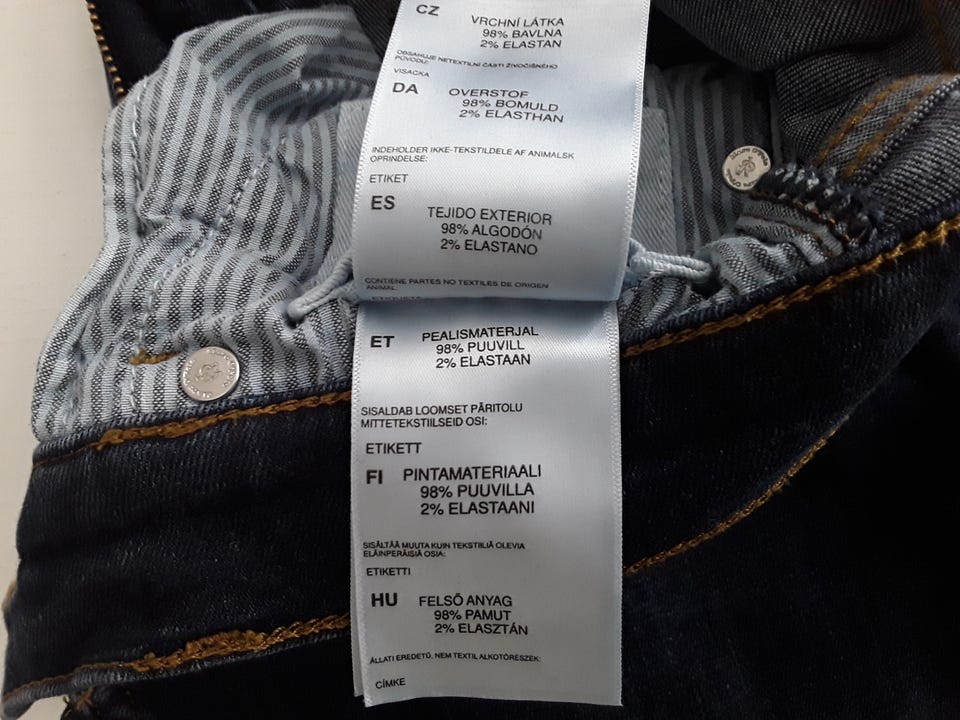 CZ VRCHNÍ LÁTKA
98% BAVLNA
2% ELASTAN
OBSAHUJE NETEXTILNÍ ČÁSTI ŽIVOČIŠNÉHO
PŮVODU:
VISAČKA
DA OVERSTOF
98% BOMULD
2% ELASTHAN
INDEHOLDER IKKE-TEKSTILDELE AF ANIMALSK
OPRINDELSE:
ETIKET
ES TEJIDO EXTERIOR
98% ALGODÓN
2% ELASTANO
CONTIENE PARTES NO TEXTILES DE ORIGEN
ANIMAL:
ETIQUETA
ET PEALISMATERJAL
98% PUUVILL
2% ELASTAAN
SISALDAB LOOMSET PÄRITOLU
MITTETEKSTIILSEID OSI:
ETIKETT
FI PINTAMATERIAALI
98% PUUVILLA
2% ELASTAANI
SISÄLTÄÄ MUUTA KUIN TEKSTIILIÄ OLEVIA
ELÄINPERÄISIÄ OSIA:
ETIKETTI
HU FELSŐ ANYAG
98% PAMUT
2% ELASZTÁN
ÁLLATI EREDETŰ, NEM TEXTIL ALKOTÓRÉSZEK:
CÍMKE